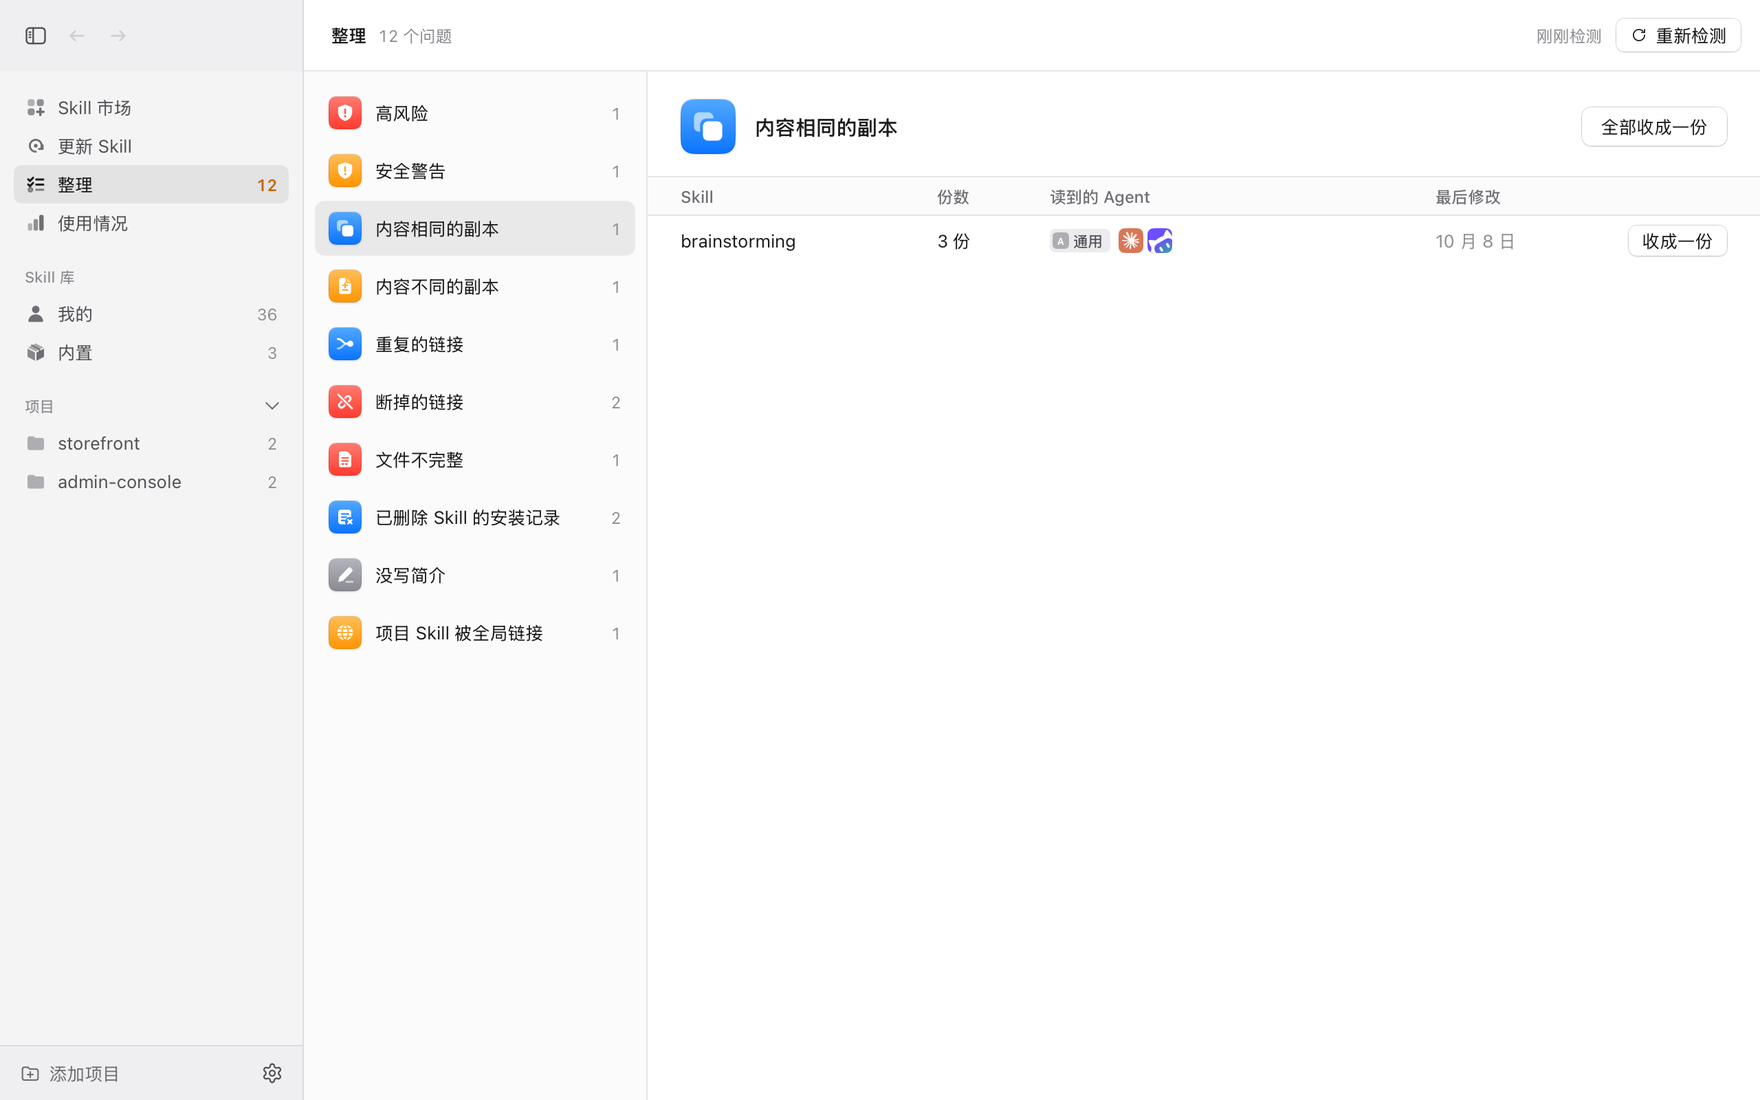 整理 12 个问题
刚刚检测
重新检测
Skill 市场
更新 Skill
整理 12
使用情况
Skill 库
我的 36
内置 3
项目
storefront 2
admin-console 2
添加项目
高风险 1
安全警告 1
内容相同的副本 1
内容不同的副本 1
重复的链接 1
断掉的链接 2
文件不完整 1
已删除 Skill 的安装记录 2
没写简介 1
项目 Skill 被全局链接 1
内容相同的副本
全部收成一份
Skill 份数 读到的 Agent 最后修改
brainstorming 3 份 A 通用 10 月 8 日 收成一份